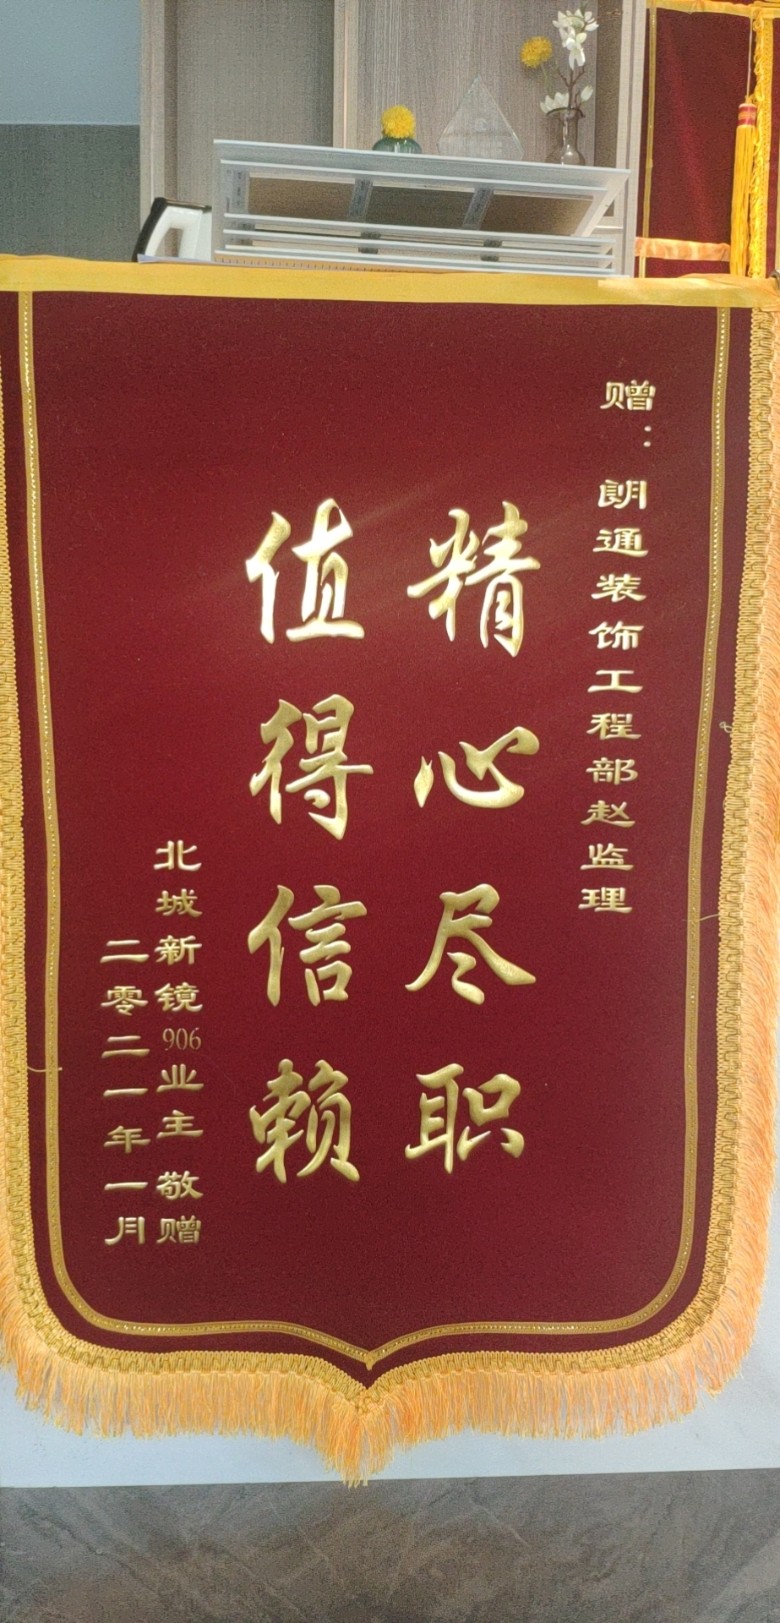 赠：朗通装饰工程部赵监理
精心尽职
值得信赖
北城新镜906业主敬赠
二零二一年一月